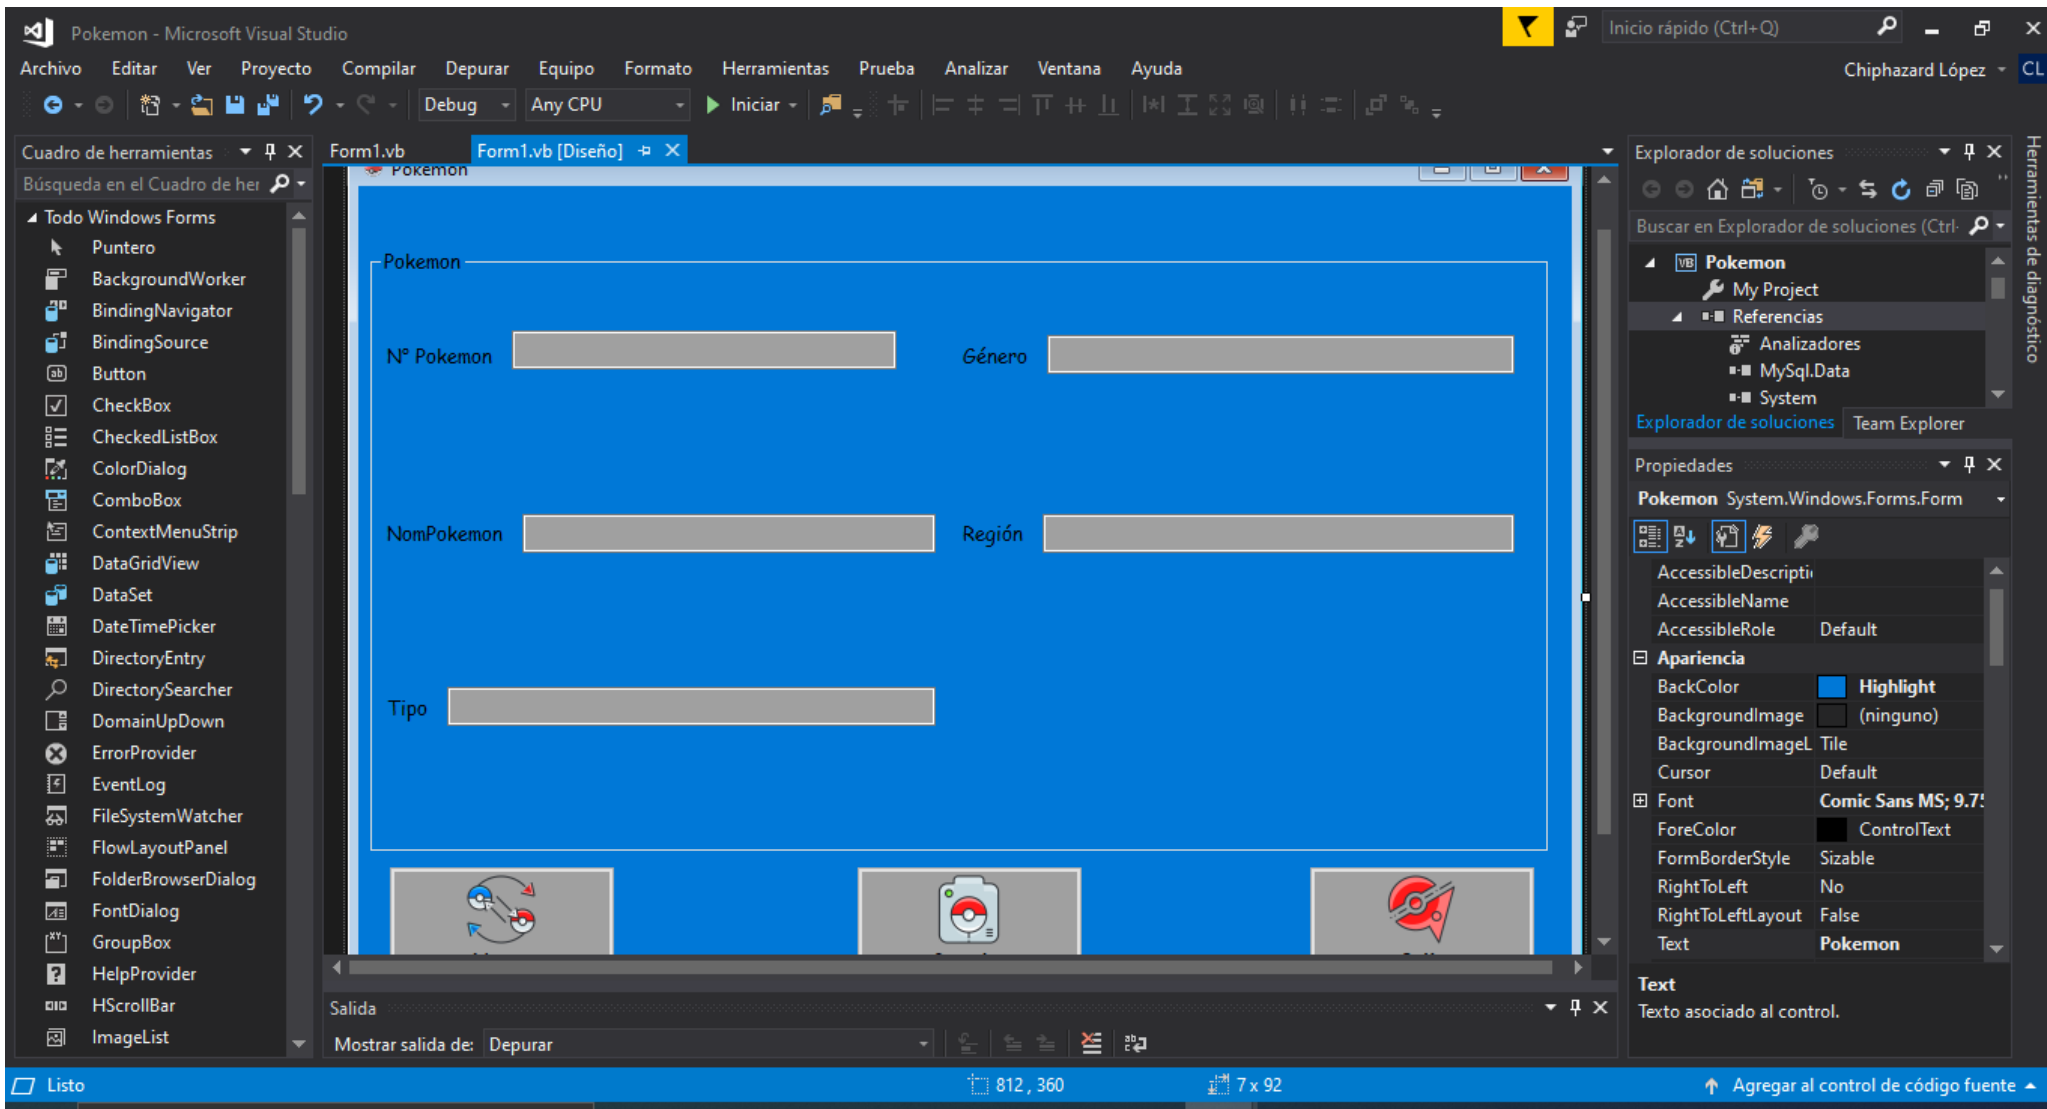 Pokemon - Microsoft Visual Studio
Inicio rápido (Ctrl+Q)
Archivo Editar Ver Proyecto Compilar Depurar Equipo Formato Herramientas Prueba Analizar Ventana Ayuda
Chiphazard López CL
Debug Any CPU Iniciar
Cuadro de herramientas
Búsqueda en el Cuadro de her
Todo Windows Forms
Puntero
BackgroundWorker
BindingNavigator
BindingSource
Button
CheckBox
CheckedListBox
ColorDialog
ComboBox
ContextMenuStrip
DataGridView
DataSet
DateTimePicker
DirectoryEntry
DirectorySearcher
DomainUpDown
ErrorProvider
EventLog
FileSystemWatcher
FlowLayoutPanel
FolderBrowserDialog
FontDialog
GroupBox
HelpProvider
HScrollBar
ImageList
Form1.vb Form1.vb [Diseño]
Pokemon
Pokemon
N° Pokemon
Género
NomPokemon
Región
Tipo
Salida
Mostrar salida de: Depurar
Explorador de soluciones
Buscar en Explorador de soluciones (Ctrl-
VB Pokemon
My Project
Referencias
Analizadores
MySql.Data
System
Explorador de soluciones Team Explorer
Propiedades
Pokemon System.Windows.Forms.Form
AccessibleDescripti
AccessibleName
AccessibleRole Default
Apariencia
BackColor Highlight
BackgroundImage (ninguno)
BackgroundImageL Tile
Cursor Default
Font Comic Sans MS; 9.75
ForeColor ControlText
FormBorderStyle Sizable
RightToLeft No
RightToLeftLayout False
Text Pokemon
Text
Texto asociado al control.
Herramientas de diagnóstico
Listo
812 , 360
7 x 92
Agregar al control de código fuente